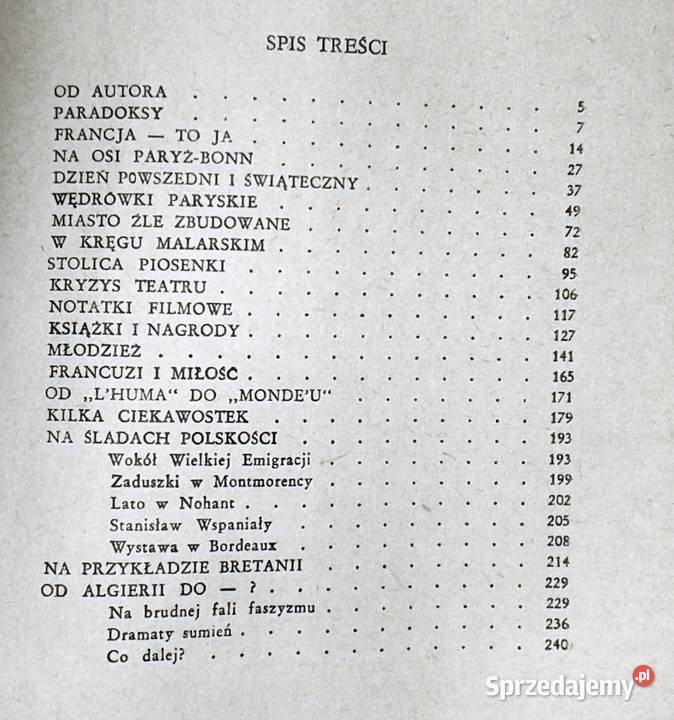 SPIS TREŚCI
OD AUTORA . . . . . . . . . . . . 5
PARADOKSY . . . . . . . . . . . . 7
FRANCJA — TO JA . . . . . . . . . . 14
NA OSI PARYŻ-BONN . . . . . . . . . 27
DZIEŃ POWSZEDNI I ŚWIĄTECZNY . . . . . . 37
WĘDRÓWKI PARYSKIE . . . . . . . . . 49
MIASTO ŹLE ZBUDOWANE . . . . . . . . 72
W KRĘGU MALARSKIM . . . . . . . . . 82
STOLICA PIOSENKI . . . . . . . . . . 95
KRYZYS TEATRU . . . . . . . . . . . 106
NOTATKI FILMOWE . . . . . . . . . . 117
KSIĄŻKI I NAGRODY . . . . . . . . . . 127
MŁODZIEŻ . . . . . . . . . . . . 141
FRANCUZI I MIŁOŚĆ . . . . . . . . . . 165
OD „L'HUMA" DO „MONDE'U" . . . . . . . 171
KILKA CIEKAWOSTEK . . . . . . . . . 179
NA ŚLADACH POLSKOŚCI . . . . . . . . 193
Wokół Wielkiej Emigracji . . . . . . . 193
Zaduszki w Montmorency . . . . . . . 199
Lato w Nohant . . . . . . . . . . 202
Stanisław Wspaniały . . . . . . . . 205
Wystawa w Bordeaux . . . . . . . . 208
NA PRZYKŁADZIE BRETANII . . . . . . . 214
OD ALGIERII DO — ? . . . . . . . . . 229
Na brudnej fali faszyzmu . . . . . . . 229
Dramaty sumień . . . . . . . . . . 236
Co dalej? . . . . . . . . . . . 240
Sprzedajemy.pl